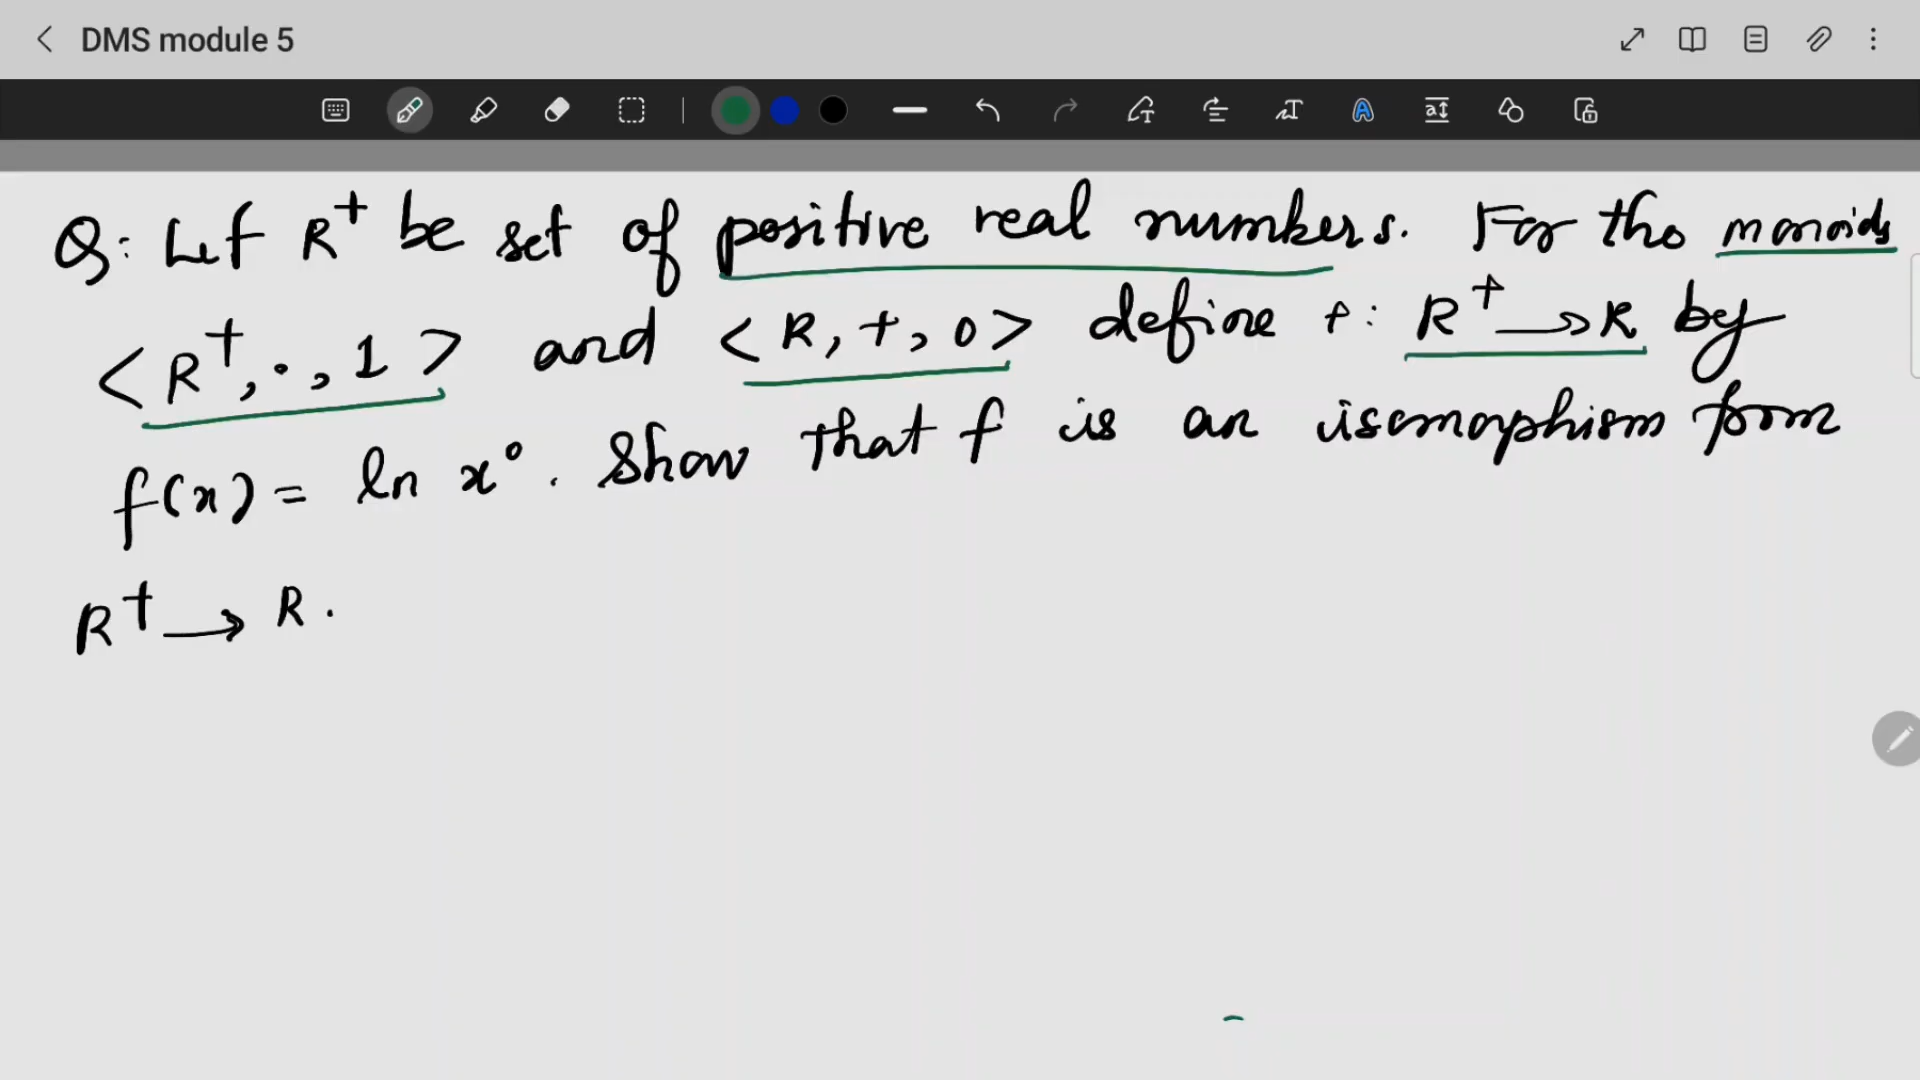 DMS module 5
Q: Let R⁺ be set of positive real numbers. For the monoids
< R⁺, ·, 1 > and < R, +, 0 > define f: R⁺ → R by
f(x) = ln x. Show that f is an isomorphism from
R⁺ → R.